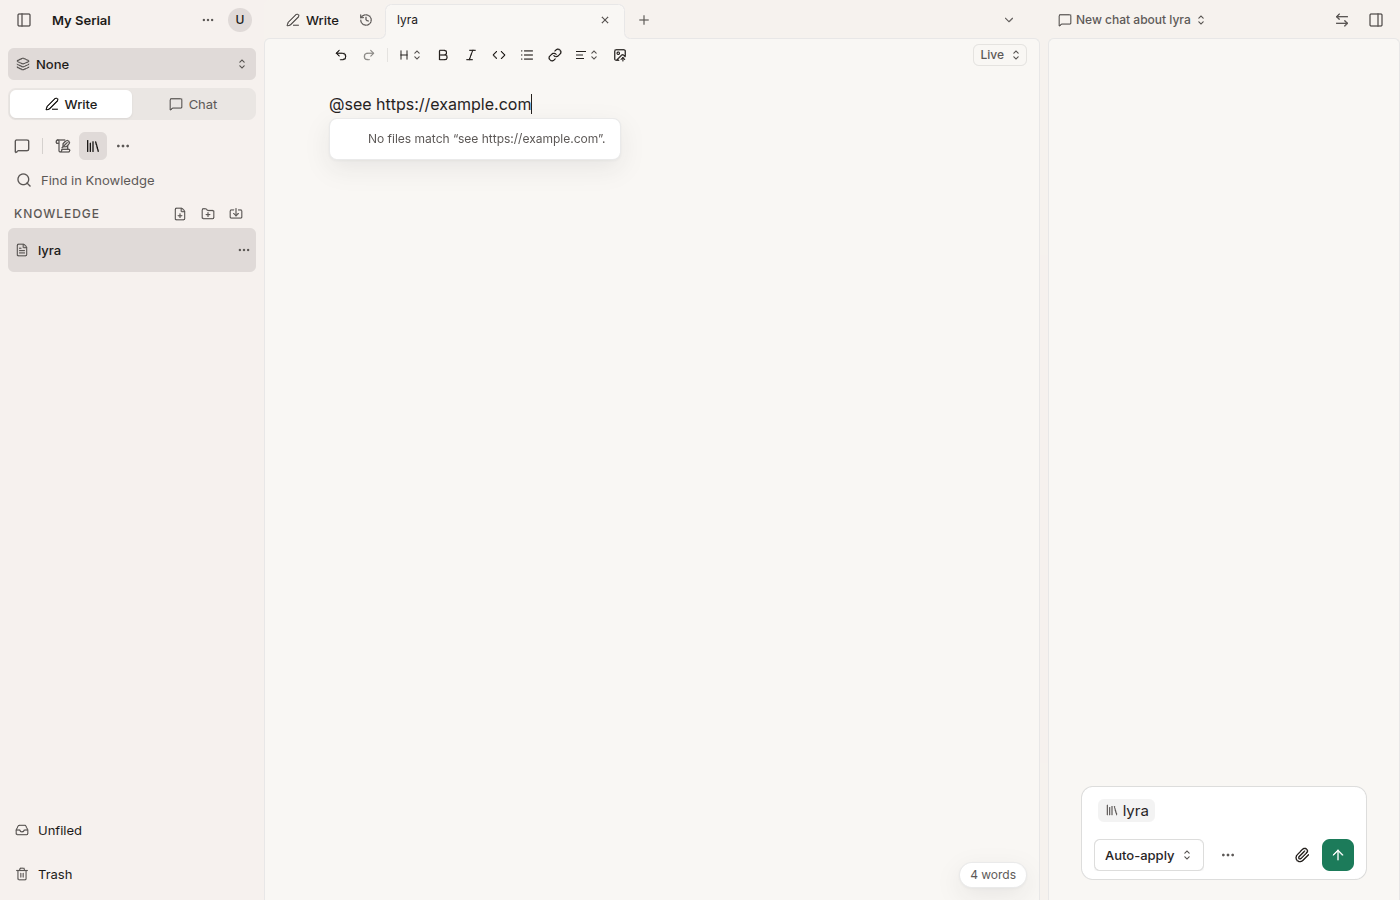 My Serial
U
Write
lyra
New chat about lyra
None
H
B
I
Live
Write
Chat
@see https://example.com
No files match “see https://example.com”.
Find in Knowledge
KNOWLEDGE
lyra
lyra
Auto-apply
Unfiled
Trash
4 words